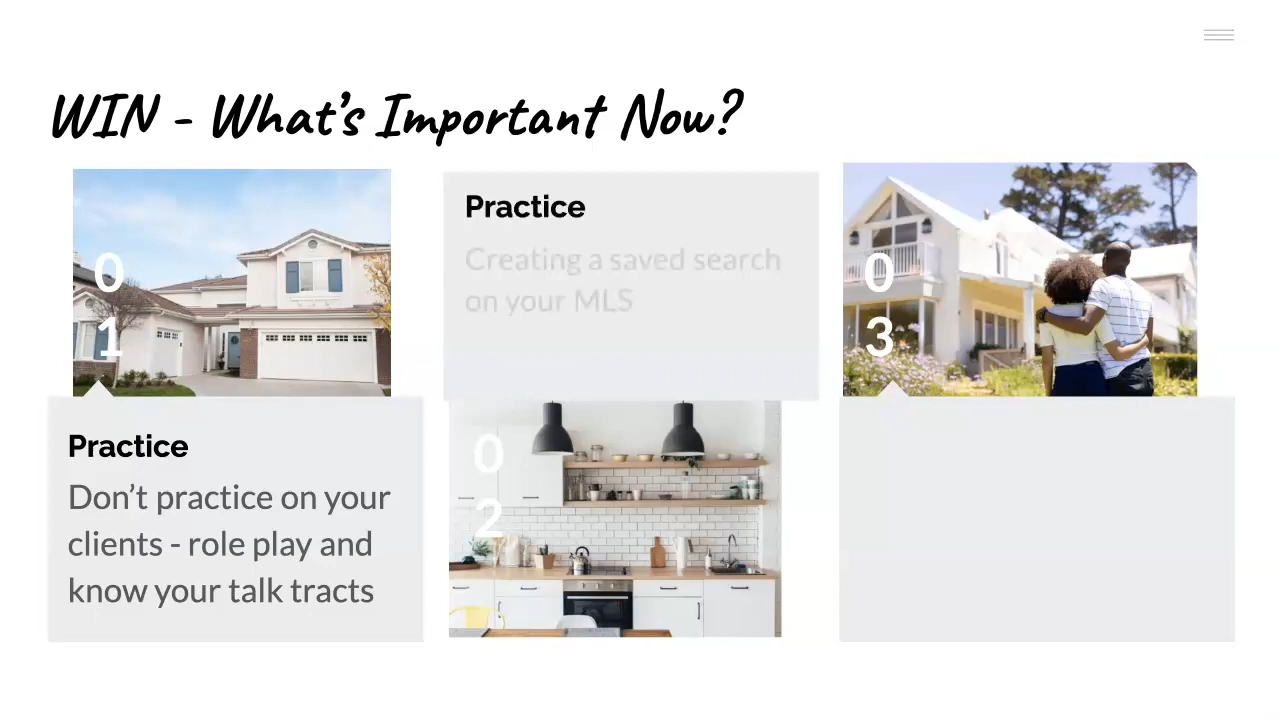 WIN - What's Important Now?
0
1
Practice
Don't practice on your
clients - role play and
know your talk tracts
Practice
Creating a saved search
on your MLS
0
2
0
3